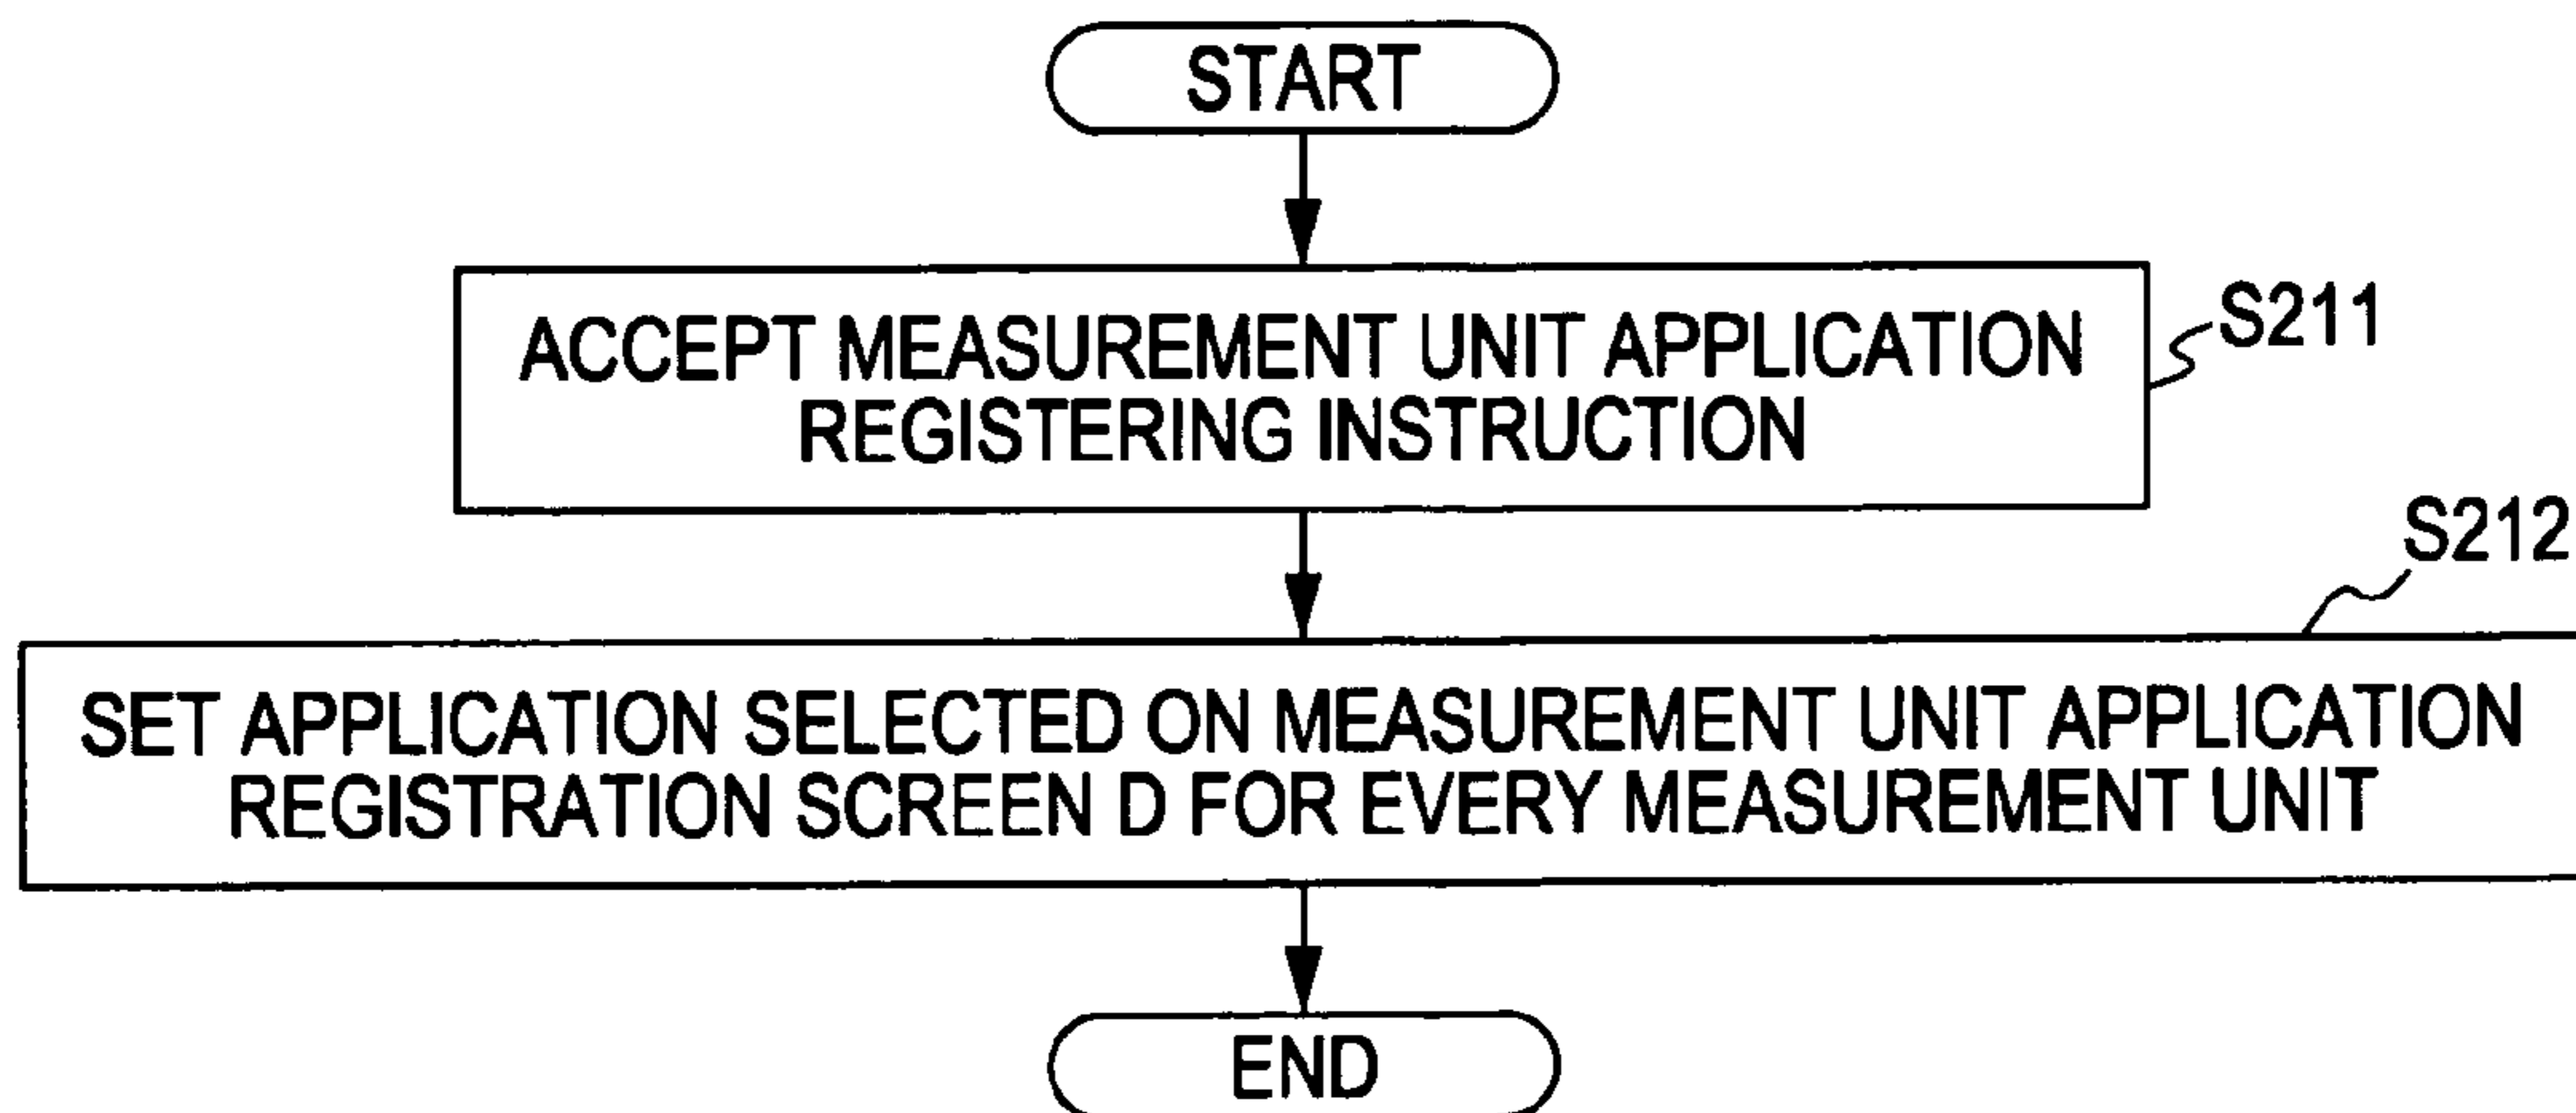 START
ACCEPT MEASUREMENT UNIT APPLICATION
REGISTERING INSTRUCTION
S211
S212
SET APPLICATION SELECTED ON MEASUREMENT UNIT APPLICATION
REGISTRATION SCREEN D FOR EVERY MEASUREMENT UNIT
END